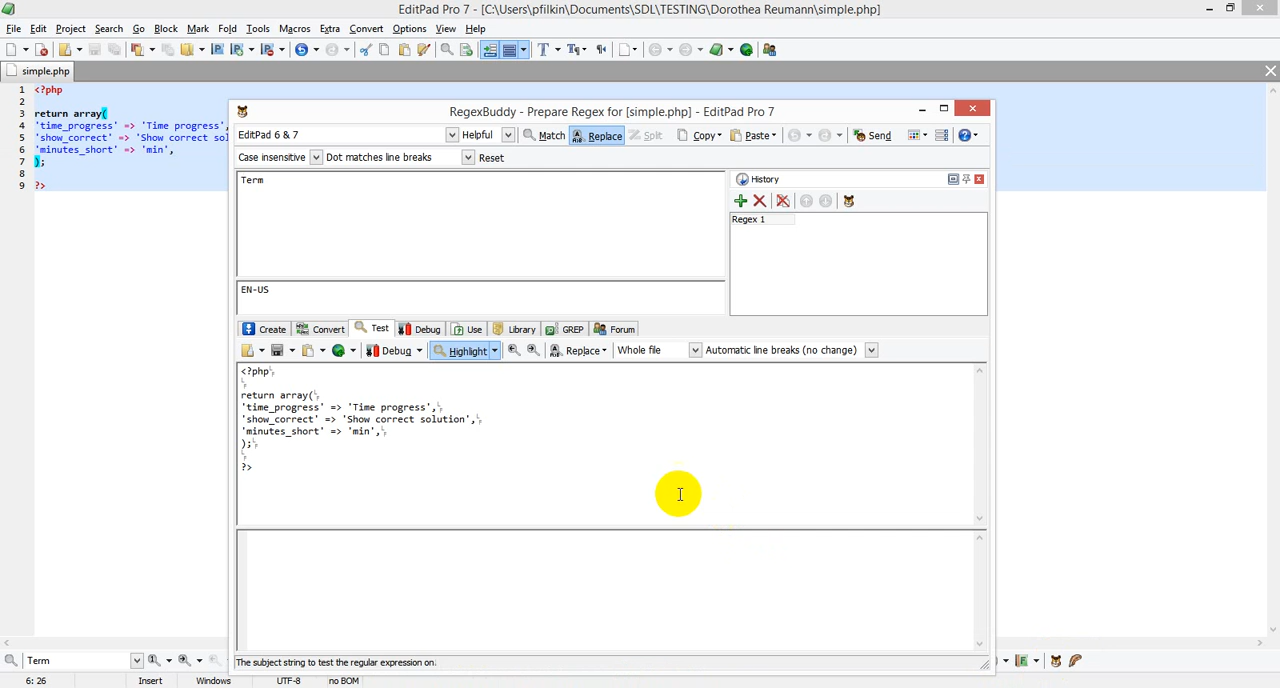 EditPad Pro 7 - [C:\Users\pfilkin\Documents\SDL\TESTING\Dorothea Reumann\simple.php]
File Edit Project Search Go Block Mark Fold Tools Macros Extra Convert Options View Help
simple.php
1 <?php
2
3 return array(
4 'time_progress' => 'Time progress',
5 'show_correct' => 'Show correct sol
6 'minutes_short' => 'min',
7 );
8
9 ?>
RegexBuddy - Prepare Regex for [simple.php] - EditPad Pro 7
EditPad 6 & 7 Helpful Match Replace Split Copy Paste Send
Case insensitive Dot matches line breaks Reset
Term
History
Regex 1
EN-US
Create Convert Test Debug Use Library GREP Forum
Debug Highlight Replace Whole file Automatic line breaks (no change)
<?php
return array(
'time_progress' => 'Time progress',
'show_correct' => 'Show correct solution',
'minutes_short' => 'min',
);
?>
The subject string to test the regular expression on.
Term
6: 26 Insert Windows UTF-8 no BOM